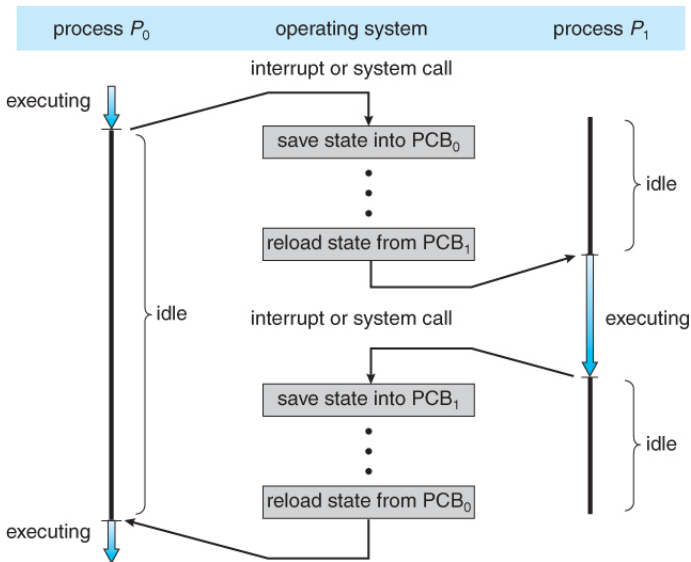 process P₀ operating system process P₁
interrupt or system call
executing
save state into PCB₀
idle
reload state from PCB₁
idle
interrupt or system call
executing
save state into PCB₁
idle
reload state from PCB₀
executing